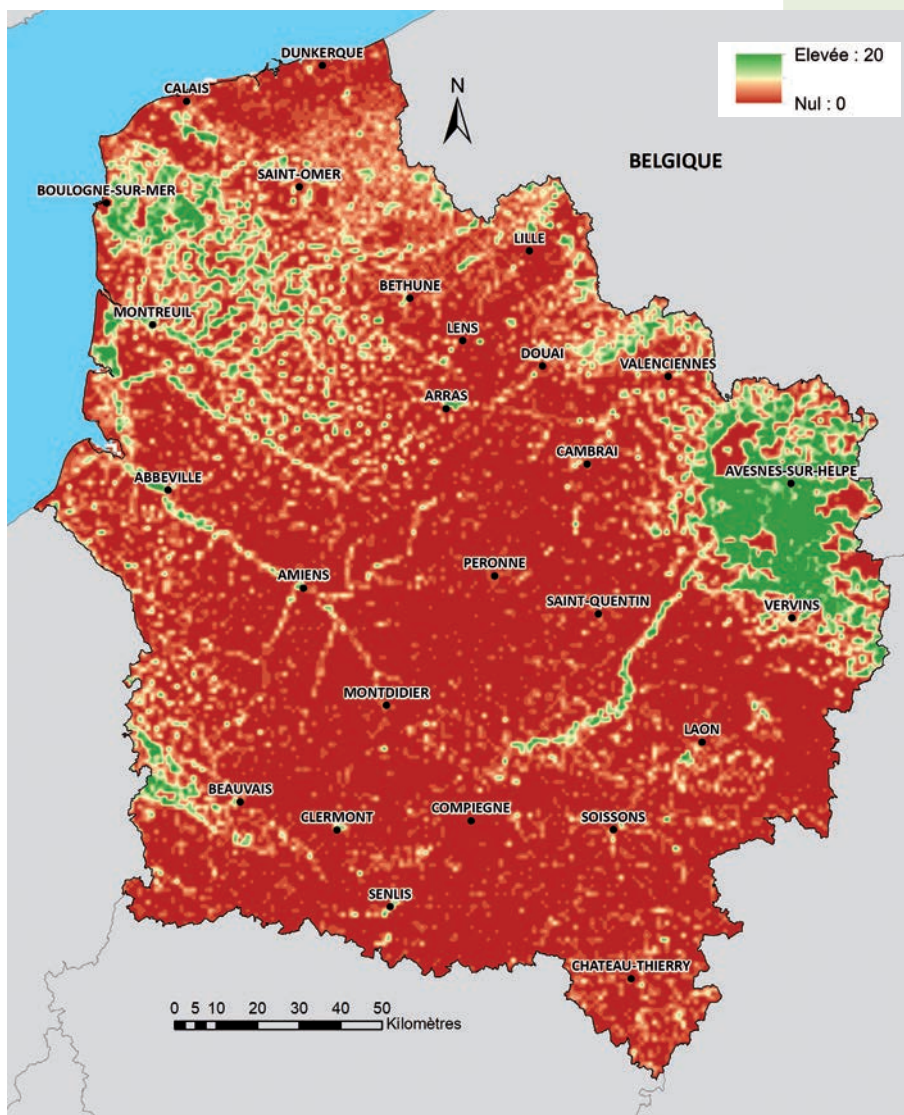 DUNKERQUE
Elevée : 20
Nul : 0
CALAIS
N
BELGIQUE
SAINT-OMER
BOULOGNE-SUR-MER
LILLE
BETHUNE
MONTREUIL
LENS
DOUAI
VALENCIENNES
ARRAS
CAMBRAI
AVESNES-SUR-HELPE
ABBEVILLE
AMIENS
PERONNE
SAINT-QUENTIN
VERVINS
MONTDIDIER
LAON
BEAUVAIS
CLERMONT
COMPIEGNE
SOISSONS
SENLIS
CHATEAU-THIERRY
0 5 10 20 30 40 50
Kilomètres